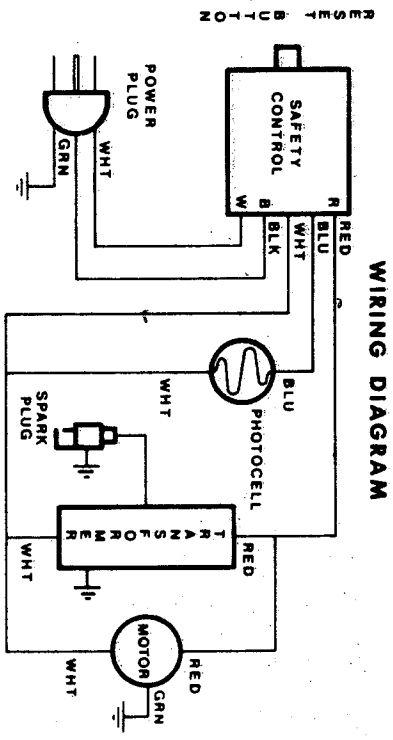 WIRING DIAGRAM
RESET BUTTON
SAFETY
CONTROL
R
B
W
RED
BLU
WHT
BLK
POWER
PLUG
WHT
GRN
BLU
PHOTOCELL
WHT
SPARK
PLUG
TRANSFORMER
RED
WHT
MOTOR
RED
WHT
GRN